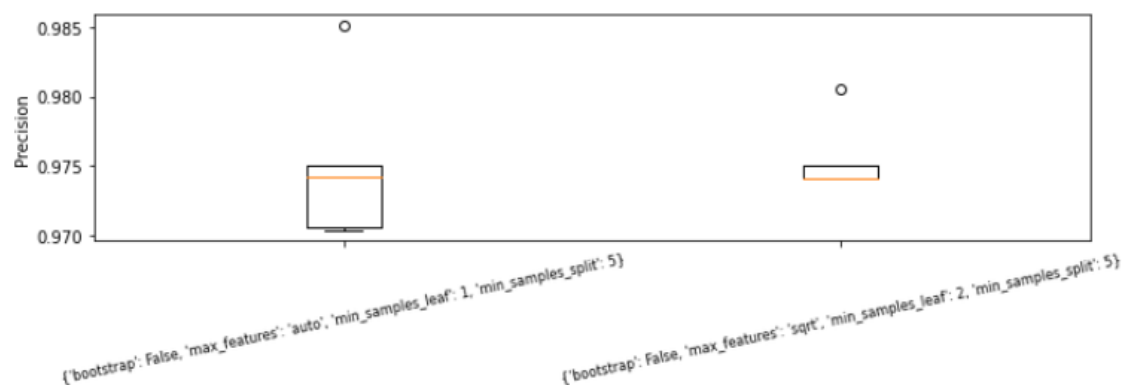 0.985
0.980
0.975
0.970
Precision
{'bootstrap': False, 'max_features': 'auto', 'min_samples_leaf': 1, 'min_samples_split': 5}
{'bootstrap': False, 'max_features': 'sqrt', 'min_samples_leaf': 2, 'min_samples_split': 5}